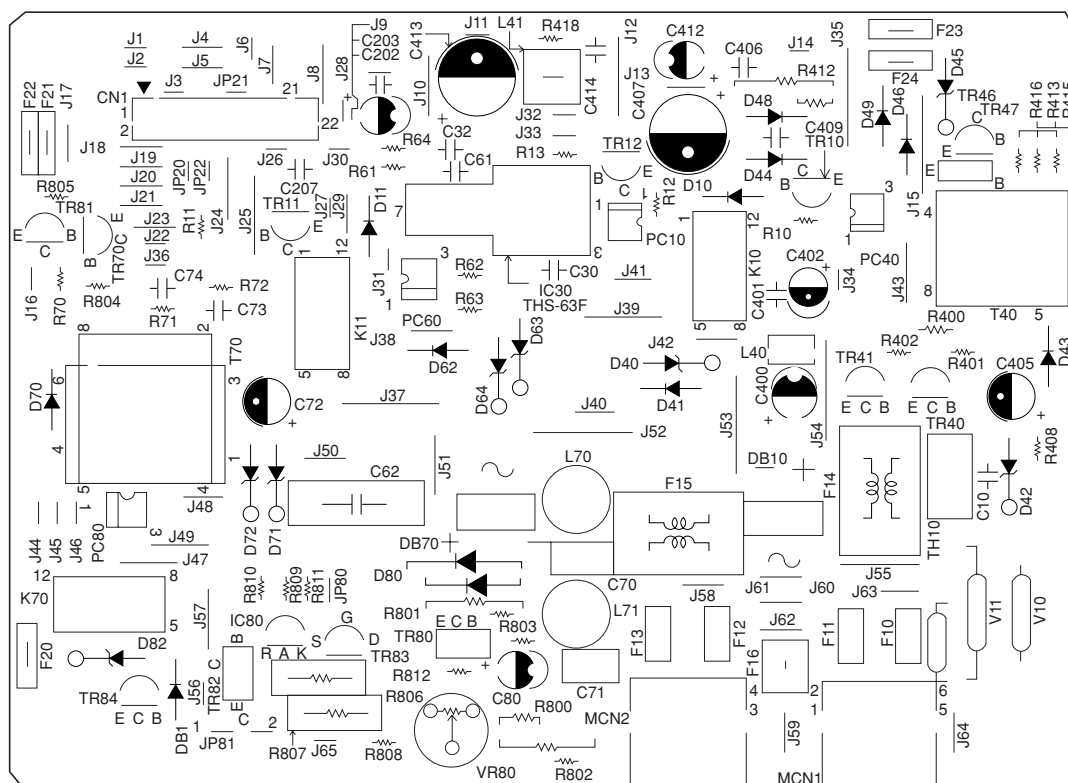 J1
J2
J4
J5
J6
J7
J8
J9
C203
C202
J28
C413
J11
L41
R418
J12
C412
C406
J14
J35
F23
F24
D45
F22
F21
J17
CN1
1
2
J3
JP21
21
22
J10
C414
J13
C407
R412
D48
D49
D46
TR46
TR47
C
B
E
B
R416
R413
R415
J18
J19
J20
J21
JP20
JP22
J26
C207
J30
R64
R61
C32
C61
J32
J33
R13
TR12
B
C
E
R12
D10
D44
C409
TR10
C
B
E
R10
J15
3
1
PC40
4
8
T40
5
R805
TR81
E
C
B
E
C
B
TR70
J23
J22
J36
R11
J24
J25
TR11
B
C
E
J27
J29
D11
7
1
3
IC30
THS-63F
C30
PC10
1
12
K10
5
8
C401
C402
J34
J43
J16
R70
R804
C74
R71
R72
C73
1
12
K11
5
8
J31
3
1
PC60
R62
R63
J38
D62
D63
D64
J41
J39
J42
D40
D41
L40
C400
TR41
E C B
R402
R400
R401
C405
D43
8
2
T70
6
3
4
1
5
4
D70
C72
J37
J40
J52
J53
J54
TR40
E C B
R408
J50
C62
J51
L70
F15
DB10
F14
TH10
C10
D42
J44
J45
J46
1
3
PC80
J48
J49
J47
D72
D71
DB70
D80
C70
J58
J61
J60
J55
J63
V11
V10
12
8
K70
5
J57
R810
R809
R811
JP80
R801
TR80
E C B
R803
L71
F13
F12
J62
F16
F11
F10
F20
D82
TR84
E C B
DB1
J56
TR82
B
C
E
IC80
R A K
S
G
D
TR83
R806
R812
C80
C71
R800
MCN2
4
3
2
1
6
5
J59
J64
1
JP81
C
2
R807
J65
R808
VR80
R802
MCN1